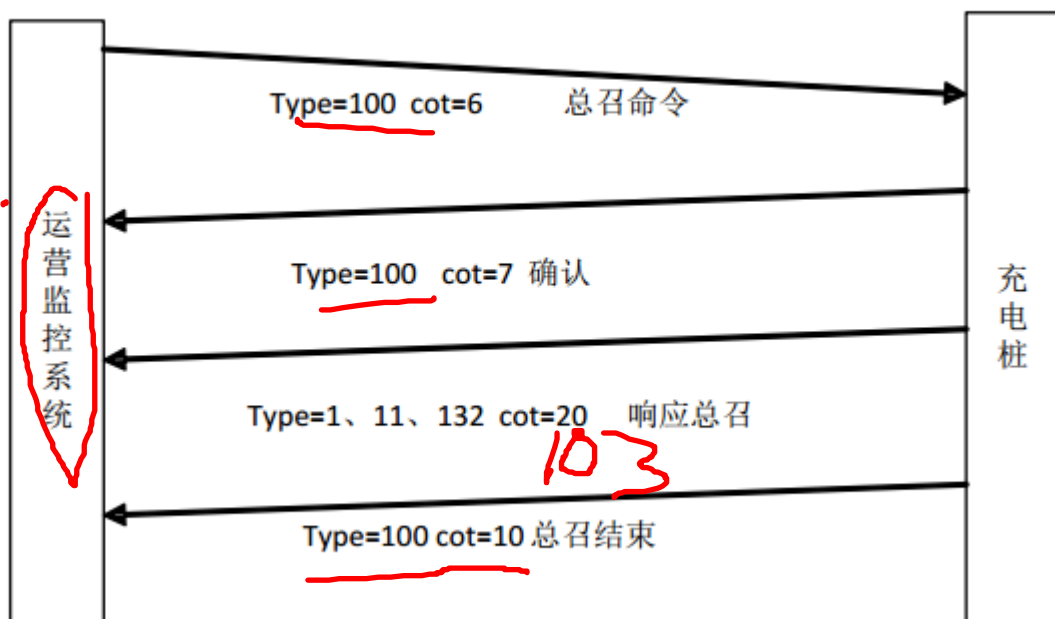 Type=100 cot=6 总召命令
运营监控系统
Type=100 cot=7 确认
充电桩
Type=1、11、132 cot=20 响应总召
103
Type=100 cot=10 总召结束